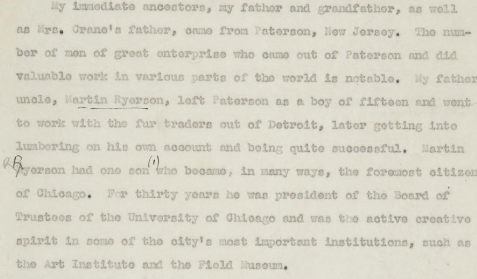 My immediate ancestors, my father and grandfather, as well
as Mrs. Crane's father, came from Paterson, New Jersey. The num-
ber of men of great enterprise who came out of Paterson and did
valuable work in various parts of the world is notable. My father
uncle, Martin Ryerson, left Paterson as a boy of fifteen and went
to work with the fur traders out of Detroit, later getting into
lumbering on his own account and being quite successful. Martin
Ryerson had one son (1) who became, in many ways, the foremost citizen
of Chicago. For thirty years he was president of the Board of
Trustees of the University of Chicago and was the active creative
spirit in some of the city's most important institutions, such as
the Art Institute and the Field Museum.